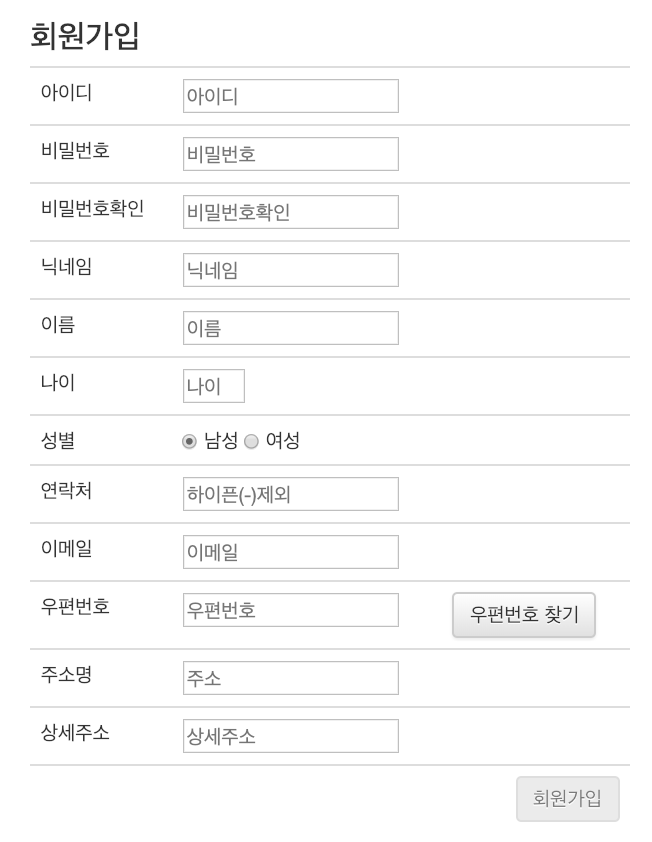 회원가입
아이디 아이디
비밀번호 비밀번호
비밀번호확인 비밀번호확인
닉네임 닉네임
이름 이름
나이 나이
성별 남성 여성
연락처 하이픈(-)제외
이메일 이메일
우편번호 우편번호 우편번호 찾기
주소명 주소
상세주소 상세주소
회원가입